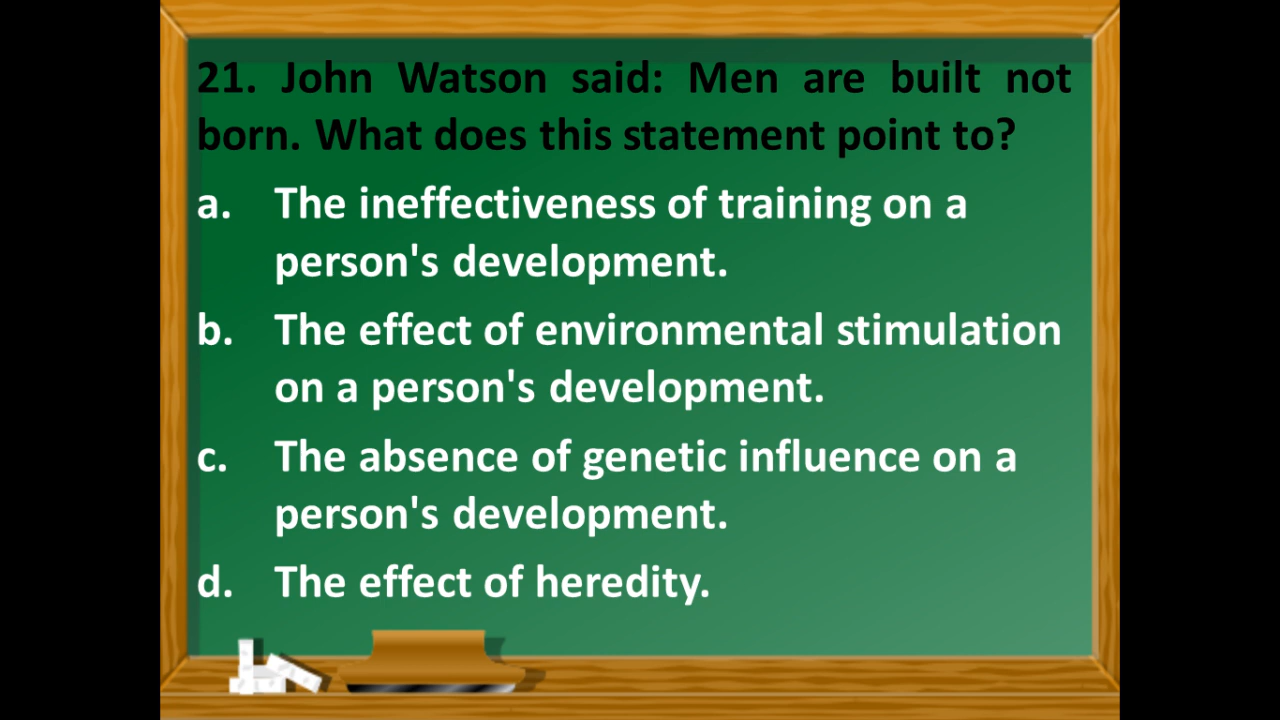 21. John Watson said: Men are built not
born. What does this statement point to?
a. The ineffectiveness of training on a
person's development.
b. The effect of environmental stimulation
on a person's development.
c. The absence of genetic influence on a
person's development.
d. The effect of heredity.